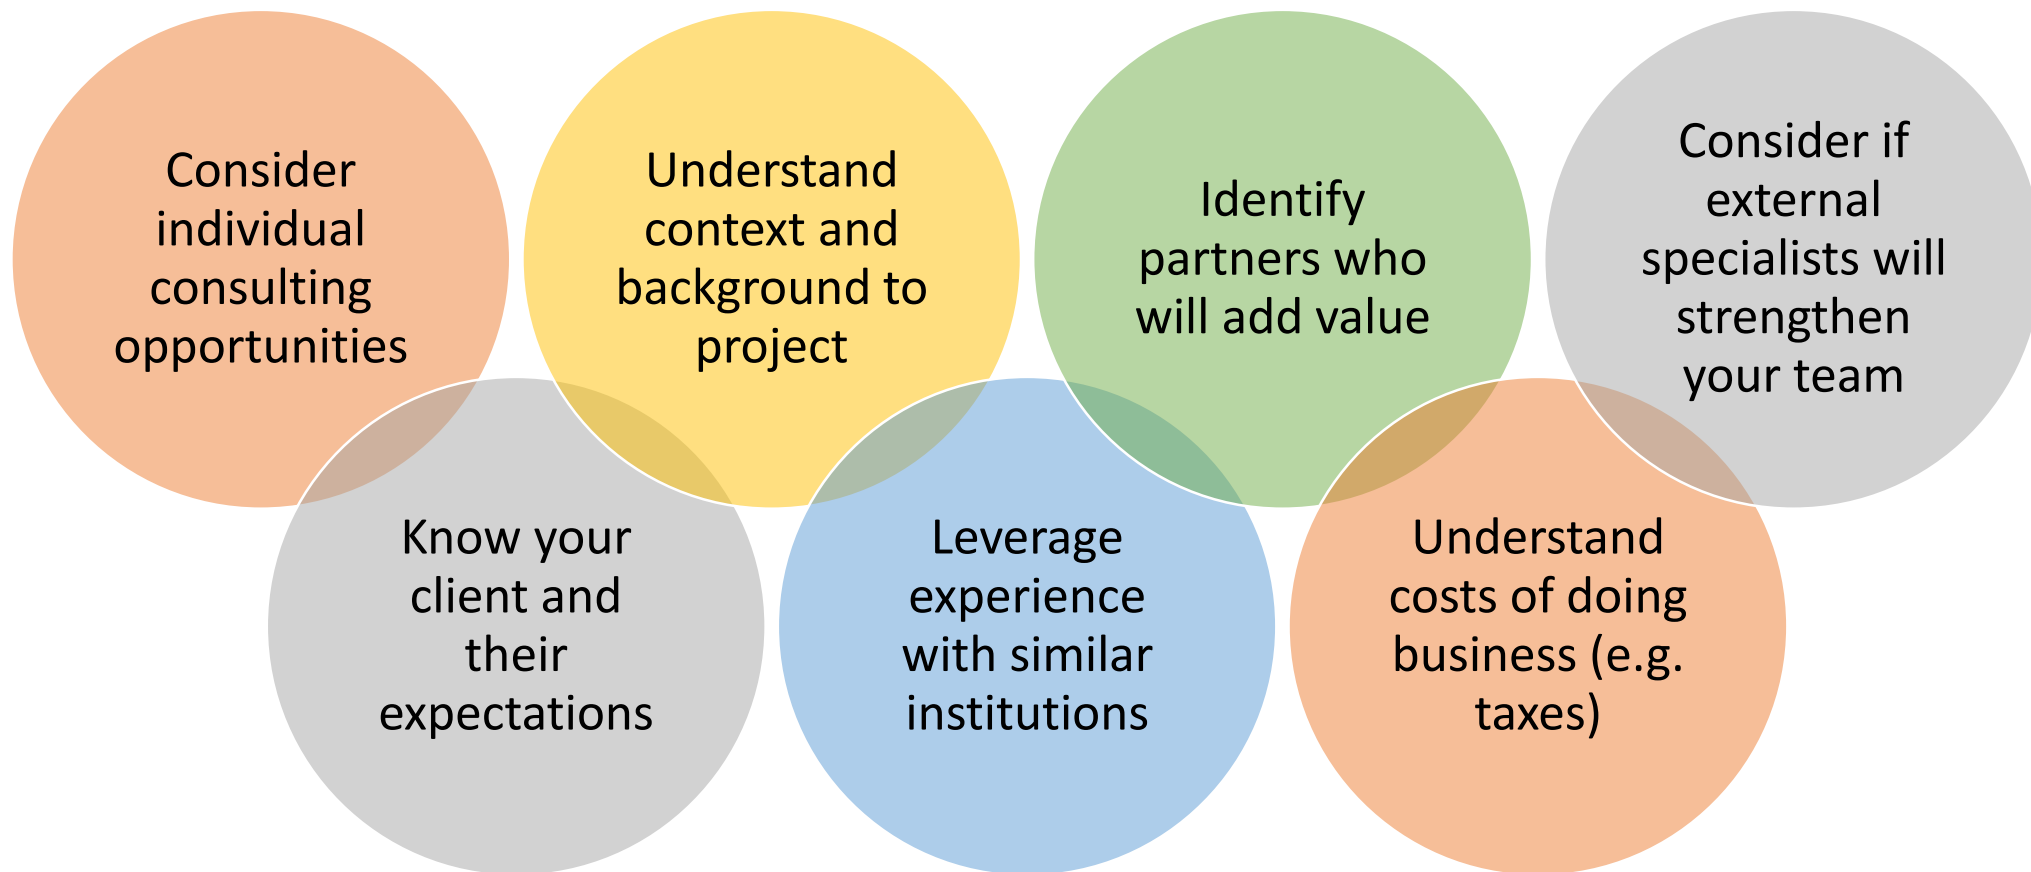 Consider
individual
consulting
opportunities
Know your
client and
their
expectations
Understand
context and
background to
project
Leverage
experience
with similar
institutions
Identify
partners who
will add value
Understand
costs of doing
business (e.g.
taxes)
Consider if
external
specialists will
strengthen
your team